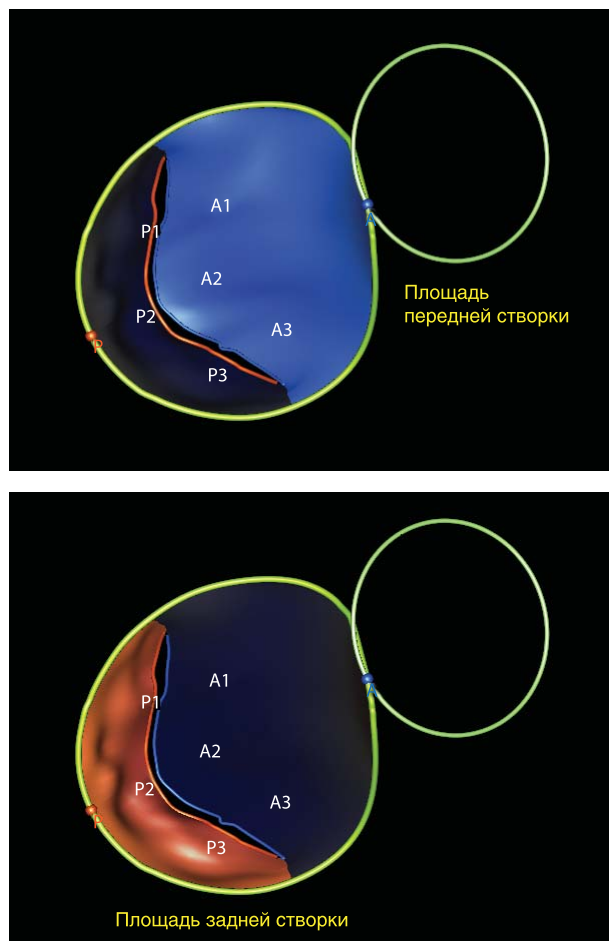 A1
A
P1
A2
Площадь
передней створки
P2
A3
P
P3
A1
A
P1
A2
P2
A3
P
P3
Площадь задней створки